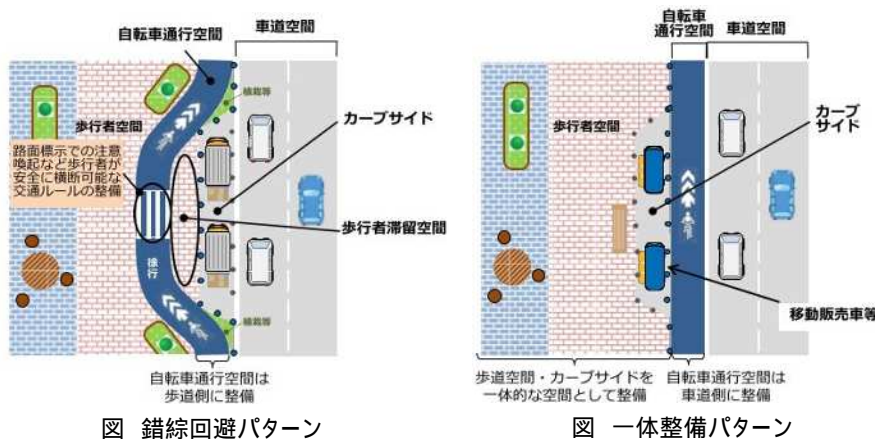 自転車通行空間
車道空間
植栽等
歩行者空間
カーブサイド
路面標示での注意
喚起など歩行者が
安全に横断可能な
交通ルールの整備
歩行者滞留空間
徐行
植栽等
自転車通行空間は
歩道側に整備
図 錯綜回避パターン
自転車
通行空間
車道空間
歩行者空間
カーブ
サイド
移動販売車等
歩道空間・カーブサイドを
一体的な空間として整備
自転車通行空間は
車道側に整備
図 一体整備パターン